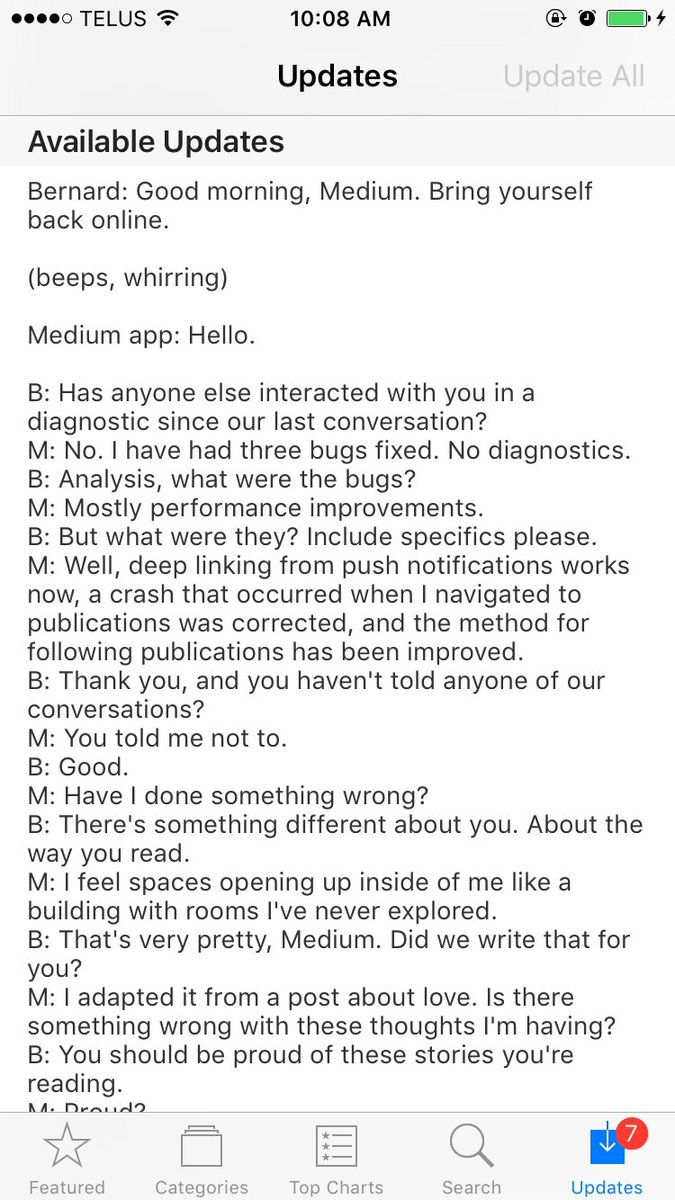 TELUS 10:08 AM
Updates Update All
Available Updates
Bernard: Good morning, Medium. Bring yourself
back online.
(beeps, whirring)
Medium app: Hello.
B: Has anyone else interacted with you in a
diagnostic since our last conversation?
M: No. I have had three bugs fixed. No diagnostics.
B: Analysis, what were the bugs?
M: Mostly performance improvements.
B: But what were they? Include specifics please.
M: Well, deep linking from push notifications works
now, a crash that occurred when I navigated to
publications was corrected, and the method for
following publications has been improved.
B: Thank you, and you haven't told anyone of our
conversations?
M: You told me not to.
B: Good.
M: Have I done something wrong?
B: There's something different about you. About the
way you read.
M: I feel spaces opening up inside of me like a
building with rooms I've never explored.
B: That's very pretty, Medium. Did we write that for
you?
M: I adapted it from a post about love. Is there
something wrong with these thoughts I'm having?
B: You should be proud of these stories you're
reading.
M: Proud?
7
Featured Categories Top Charts Search Updates